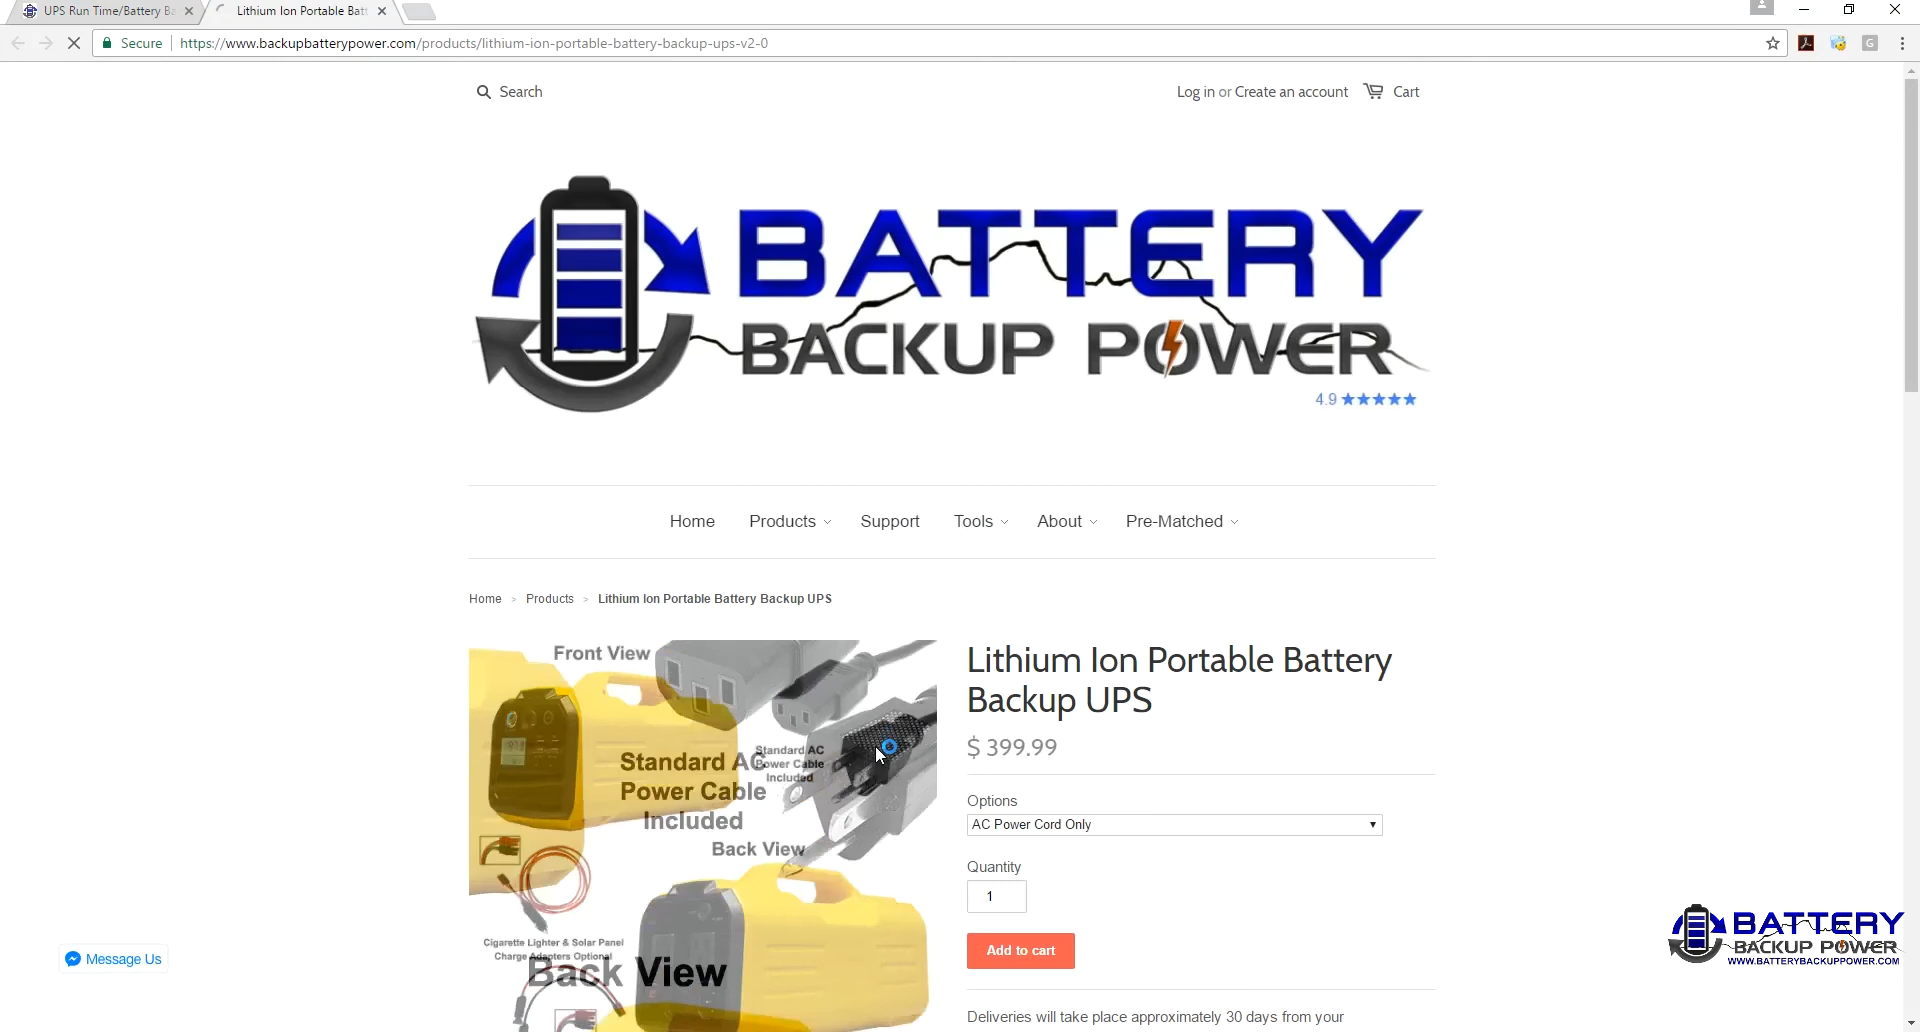 UPS Run Time/Battery Ba
Lithium Ion Portable Batt
Secure
https://www.backupbatterypower.com/products/lithium-ion-portable-battery-backup-ups-v2-0
G
Search
Log in or Create an account
Cart
BATTERY
BACKUP POWER
4.9 ★★★★★
Home
Products
Support
Tools
About
Pre-Matched
Home > Products > Lithium Ion Portable Battery Backup UPS
Front View
Standard AC
Power Cable
Included
Standard AC
Power Cable
Included
Back View
Cigarette Lighter & Solar Panel
Charge Adapters Optional
Back View
Lithium Ion Portable Battery
Backup UPS
$ 399.99
Options
AC Power Cord Only
Quantity
1
Add to cart
Deliveries will take place approximately 30 days from your
Message Us
BATTERY
BACKUP POWER
WWW.BATTERYBACKUPPOWER.COM